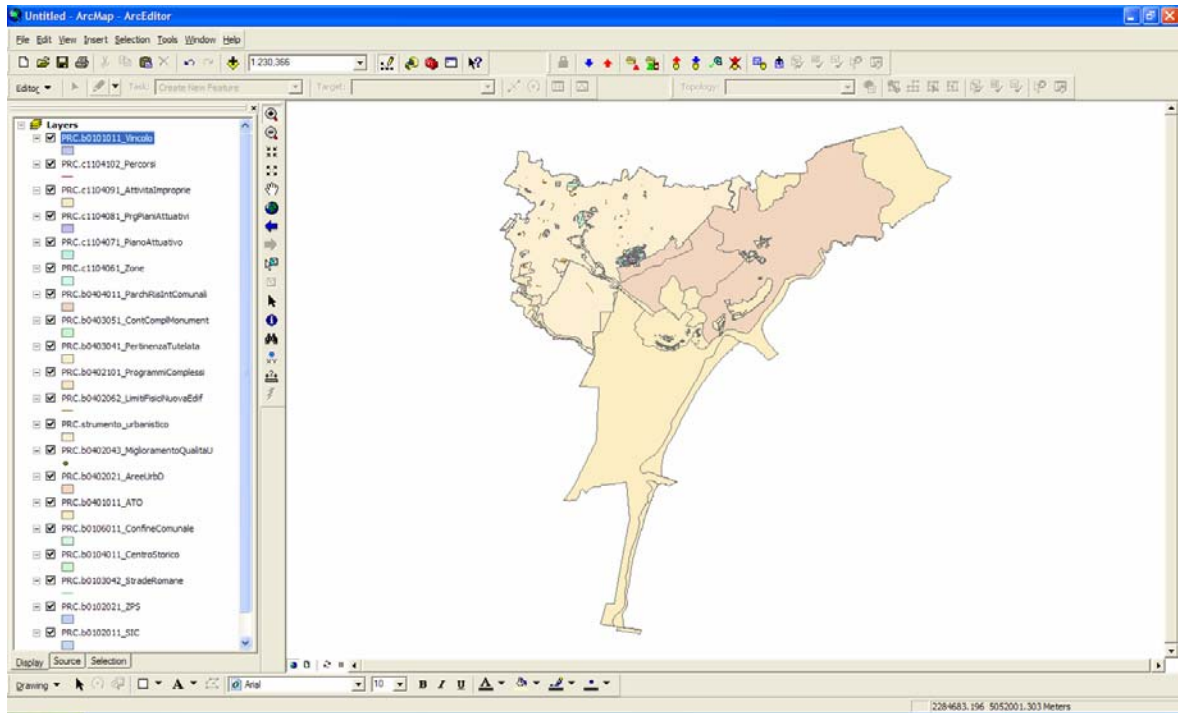 Untitled - ArcMap - ArcEditor
File Edit View Insert Selection Tools Window Help
1:230,366
Editor Task: Create New Feature Target: Topology:
Layers
PRC.b0101011_Vincolo
PRC.c1104102_Percorsi
PRC.c1104091_AttivitaImproprie
PRC.c1104081_PrgPianiAttuativi
PRC.c1104071_PianoAttuativo
PRC.c1104061_Zone
PRC.b0404011_ParchiRisIntComunali
PRC.b0403051_ContComplMonument
PRC.b0403041_PertinenzaTutelata
PRC.b0402101_ProgrammiComplessi
PRC.b0402062_LimitiFisiciNuovaEdif
PRC.strumento_urbanistico
PRC.b0402043_MiglioramentoQualitaU
PRC.b0402021_AreeUrbD
PRC.b0401011_ATO
PRC.b0106011_ConfineComunale
PRC.b0104011_CentroStorico
PRC.b0103042_StradeRomane
PRC.b0102021_ZPS
PRC.b0102011_SIC
Display Source Selection
Drawing A Arial 10 B I U A
2284683.196 5052001.303 Meters